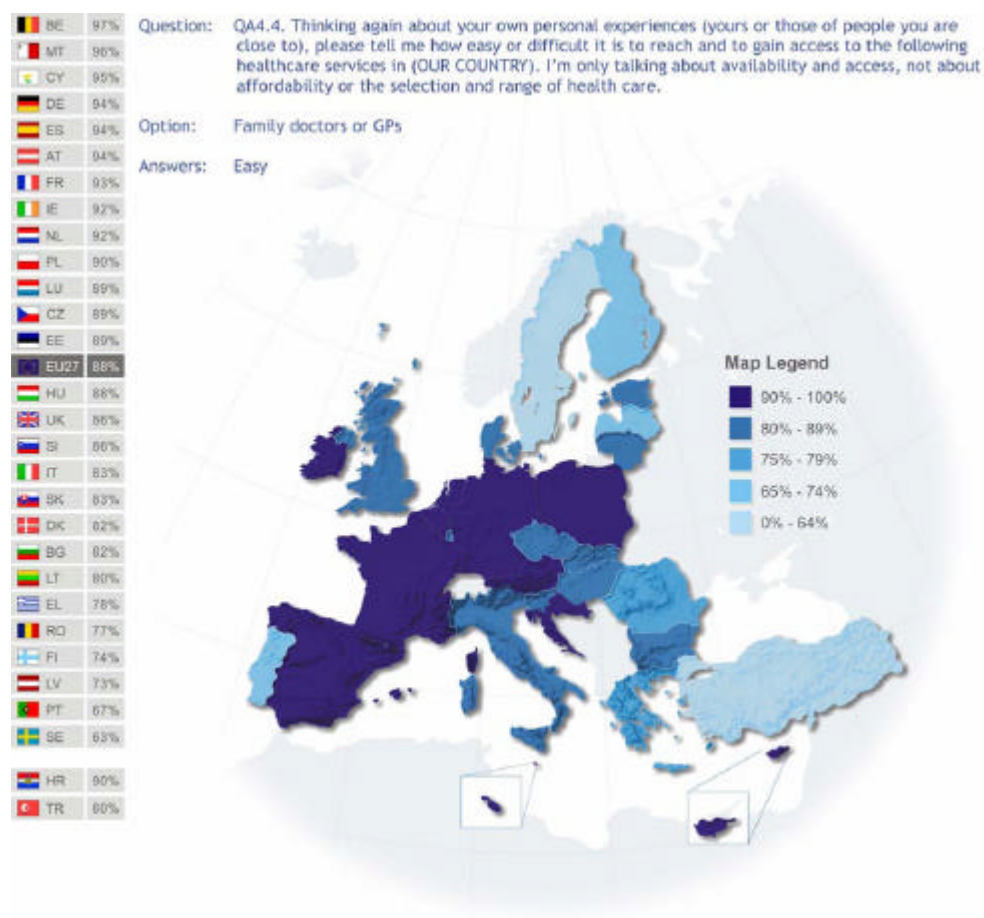 Question: QA4.4. Thinking again about your own personal experiences (yours or those of people you are
close to), please tell me how easy or difficult it is to reach and to gain access to the following
healthcare services in (OUR COUNTRY). I'm only talking about availability and access, not about
affordability or the selection and range of health care.
Option: Family doctors or GPs
Answers: Easy
BE 97%
MT 96%
CY 95%
DE 94%
ES 94%
AT 94%
FR 93%
IE 92%
NL 92%
PL 90%
LU 89%
CZ 89%
EE 89%
EU27 88%
HU 88%
UK 86%
SI 86%
IT 83%
SK 83%
DK 82%
BG 82%
LT 80%
EL 78%
RO 77%
FI 74%
LV 73%
PT 67%
SE 63%
HR 90%
TR 60%
Map Legend
90% - 100%
80% - 89%
75% - 79%
65% - 74%
0% - 64%